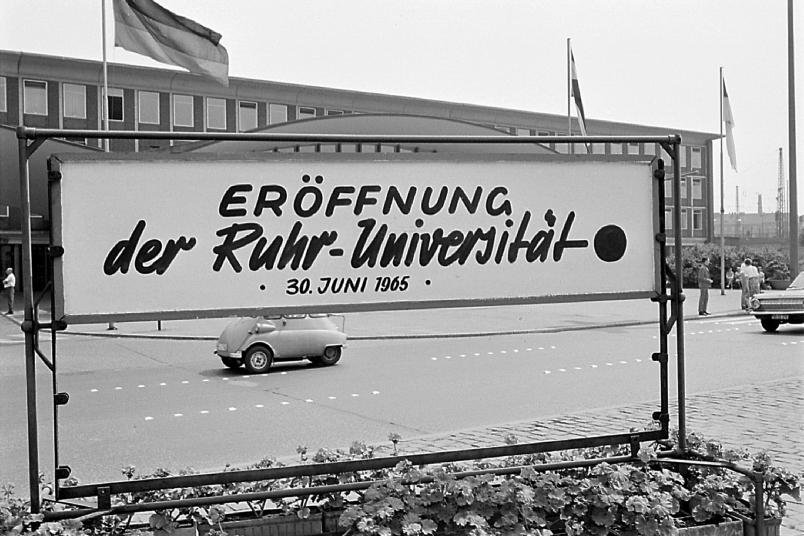 ERÖFFNUNG
der Ruhr-Universität
· 30. JUNI 1965 ·